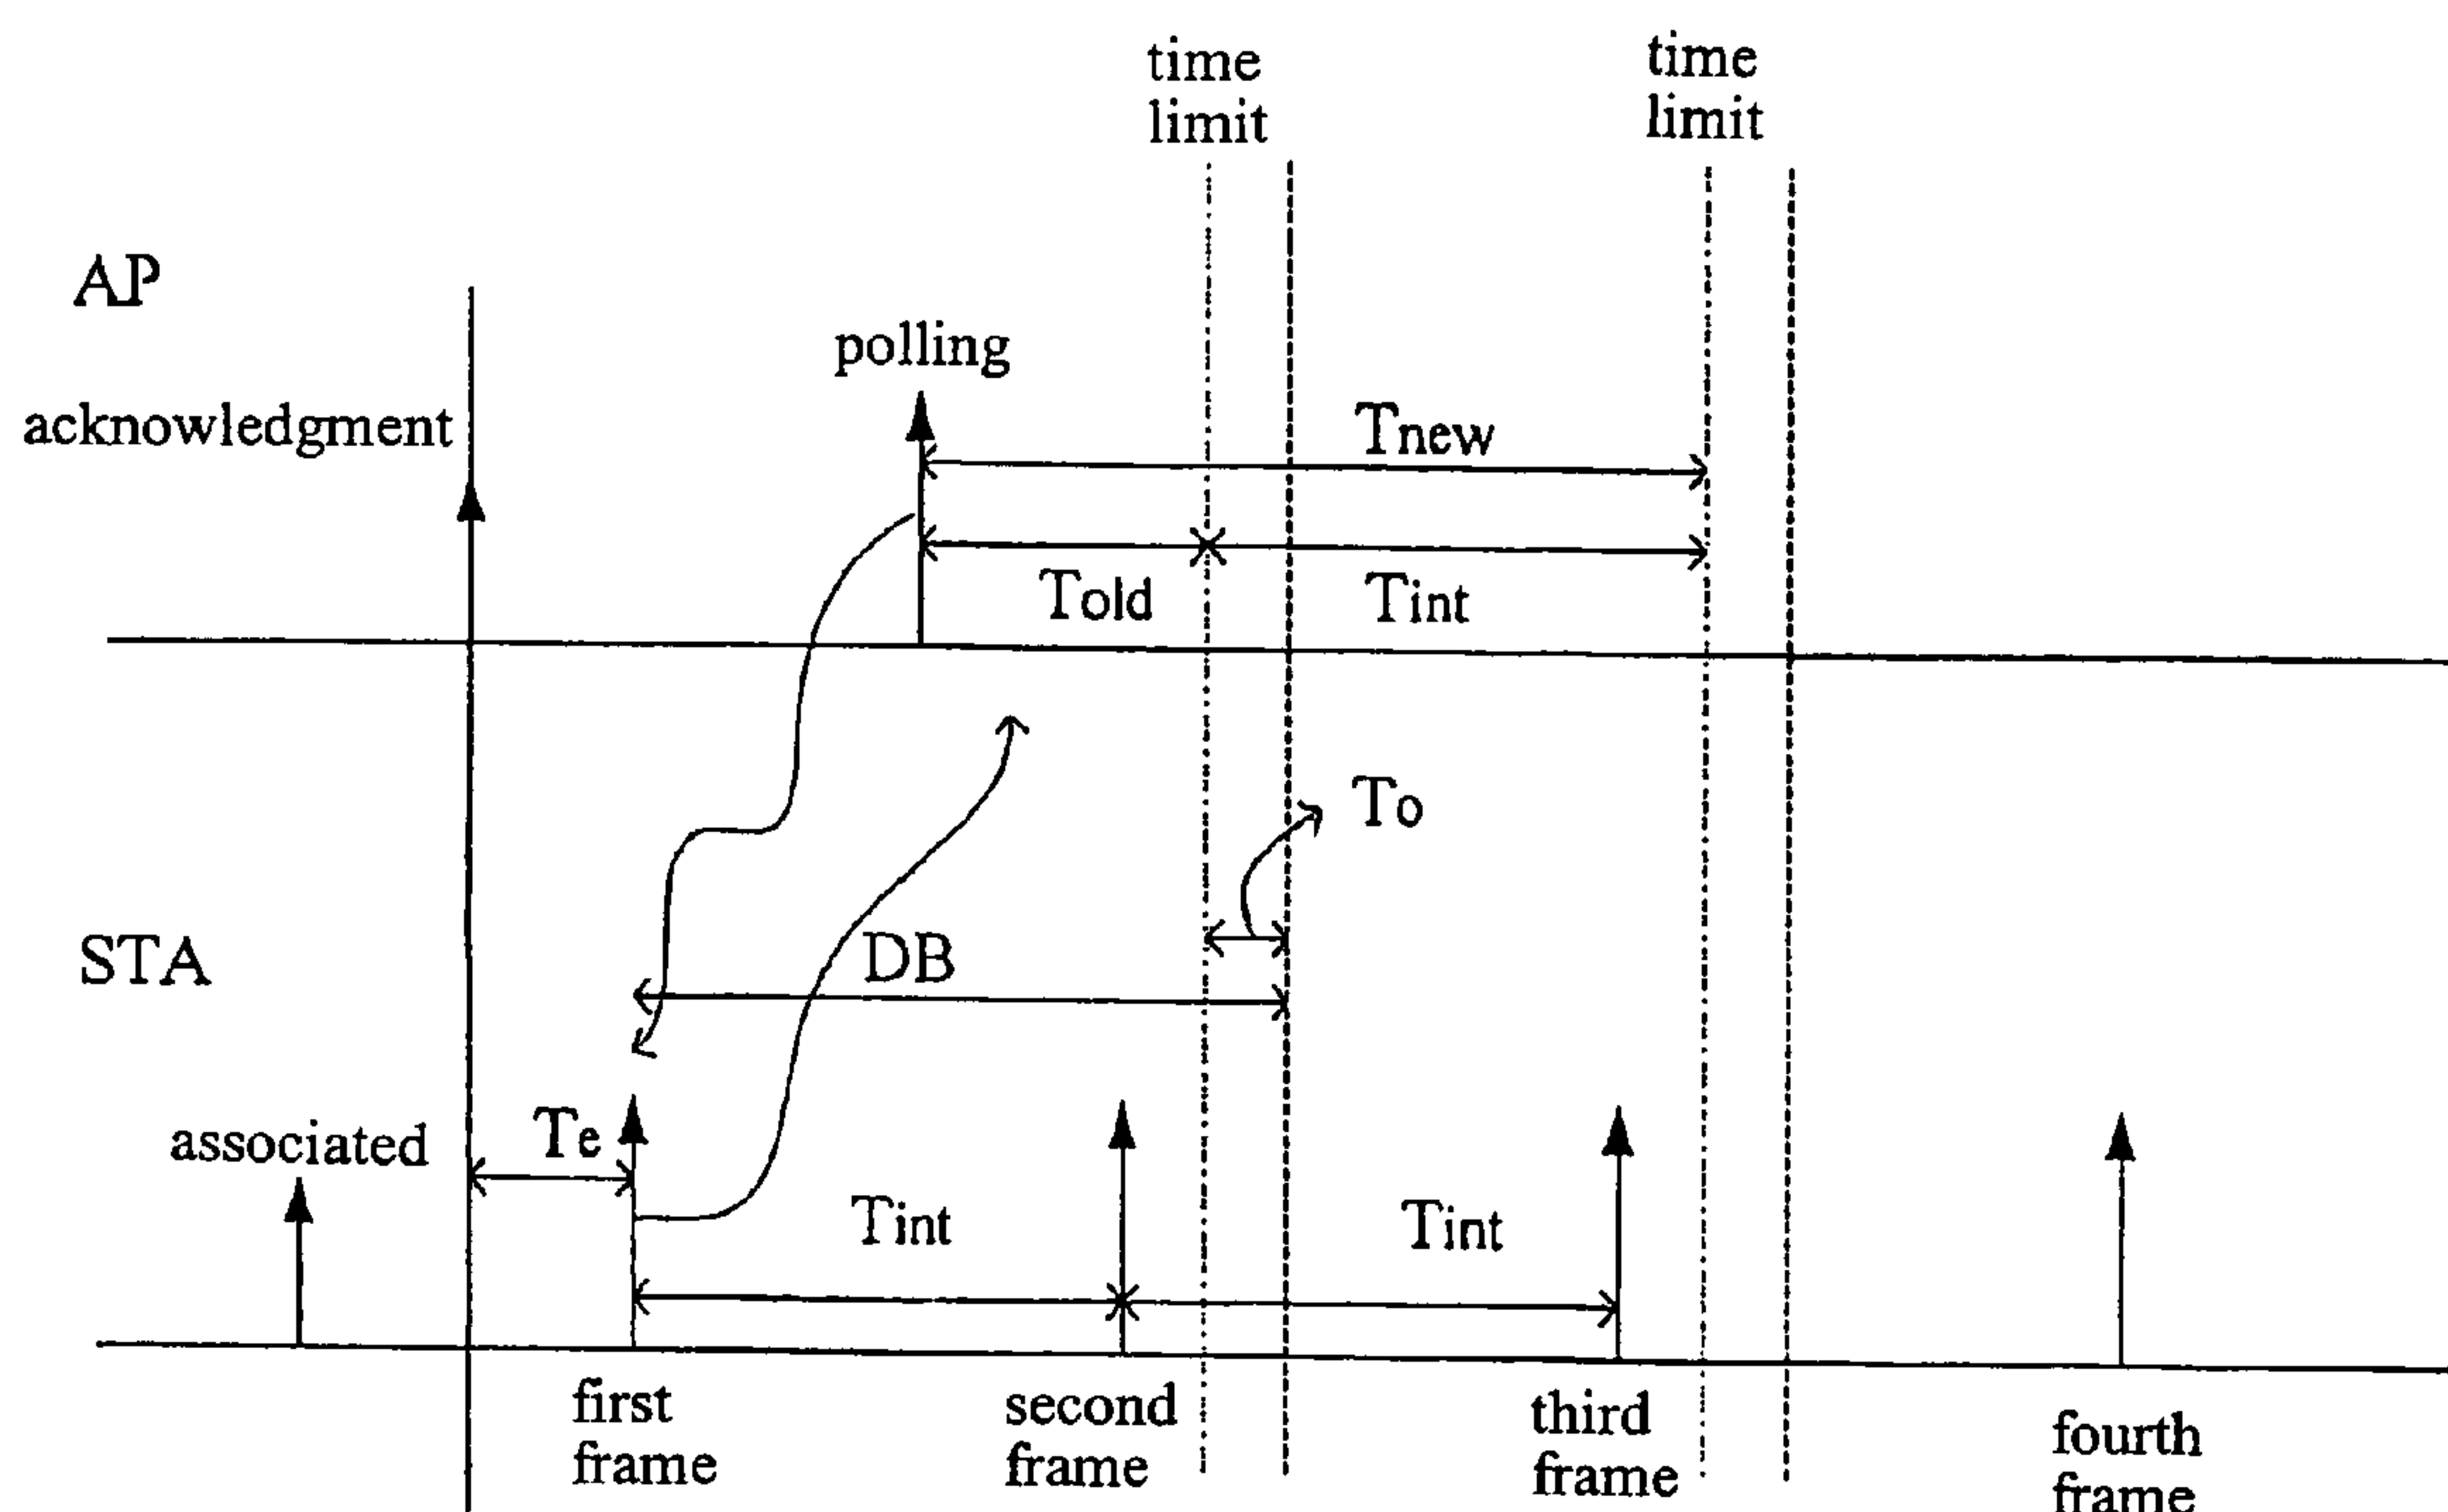 time
limit
time
limit
AP
polling
acknowledgment
Tnew
Told
Tint
To
STA
DB
associated
Te
Tint
Tint
first
frame
second
frame
third
frame
fourth
frame